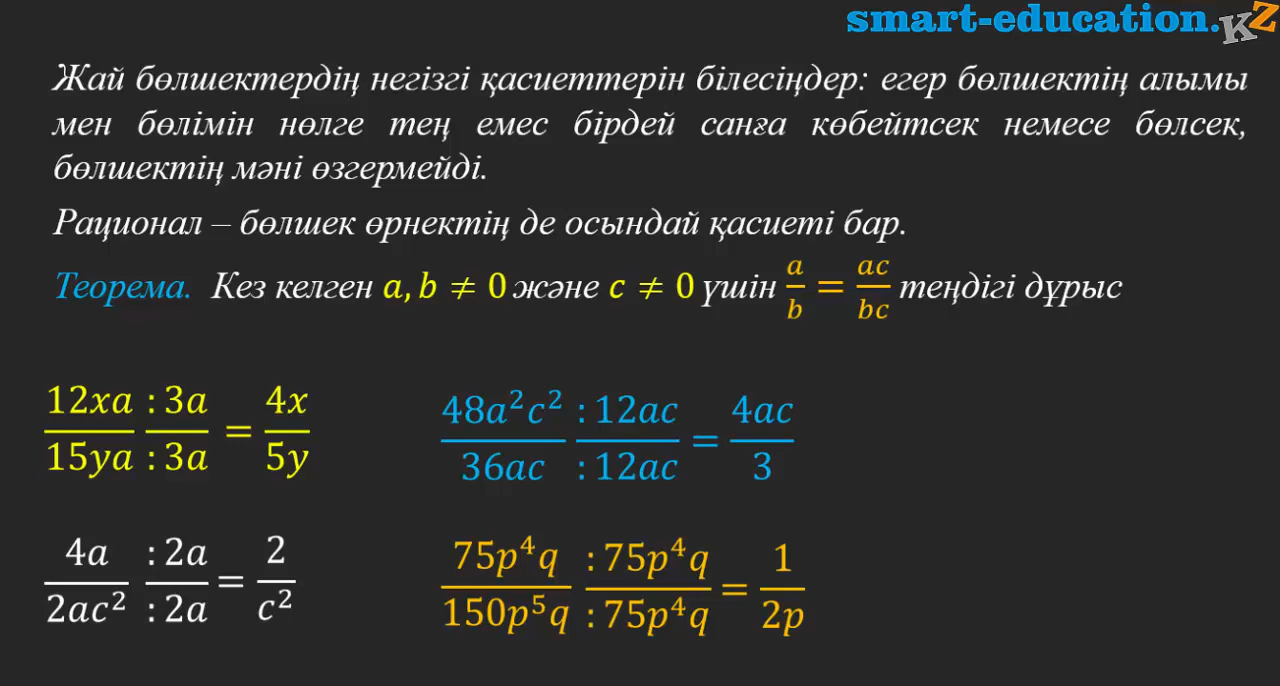 smart-education.KZ
Жай бөлшектердің негізгі қасиеттерін білесіңдер: егер бөлшектің алымы
мен бөлімін нөлге тең емес бірдей санға көбейтсек немесе бөлсек,
бөлшектің мәні өзгермейді.
Рационал – бөлшек өрнектің де осындай қасиеті бар.
Теорема. Кез келген a, b ≠ 0 және c ≠ 0 үшін a/b = ac/bc теңдігі дұрыс
12xa : 3a / 15ya : 3a = 4x / 5y
48a²c² : 12ac / 36ac : 12ac = 4ac / 3
4a : 2a / 2ac² : 2a = 2 / c²
75p⁴q : 75p⁴q / 150p⁵q : 75p⁴q = 1 / 2p